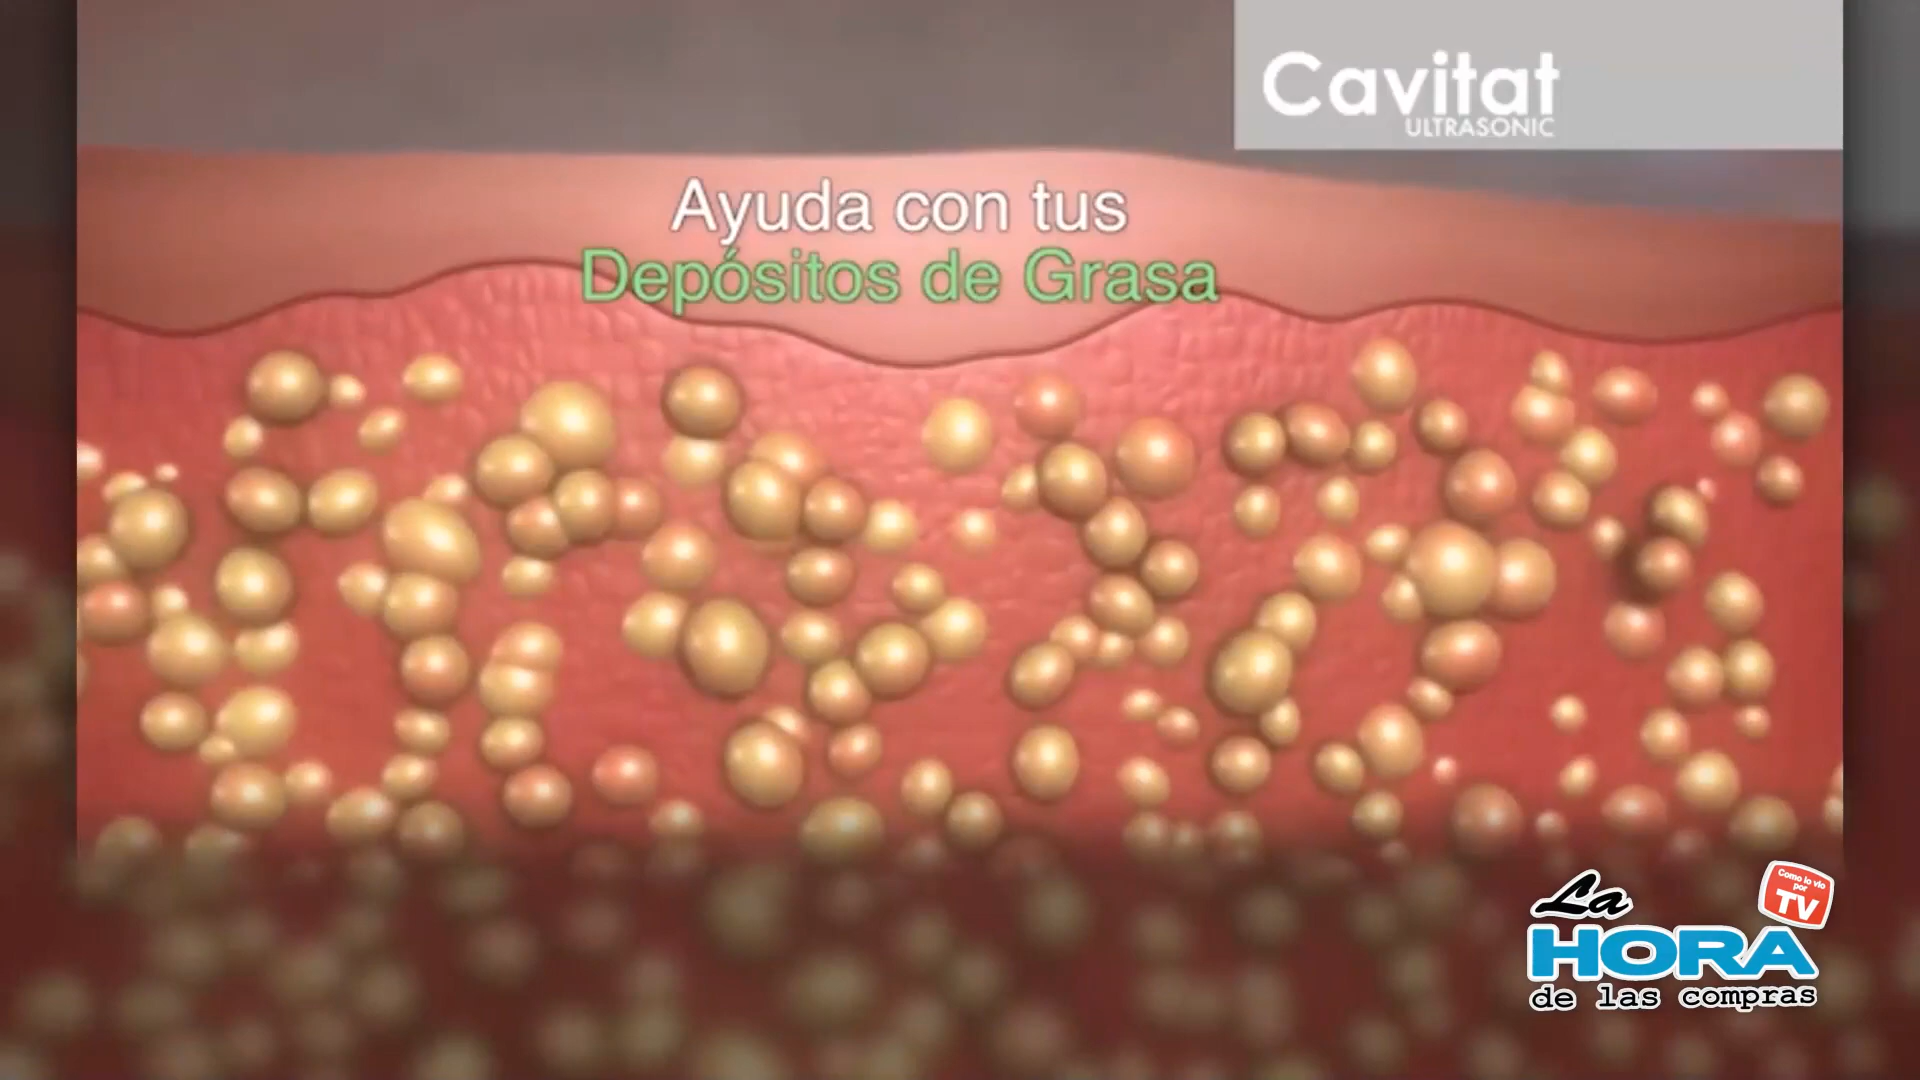 Cavitat
ULTRASONIC
Ayuda con tus
Depósitos de Grasa
Como lo vio
por
TV
La
HORA
de las compras